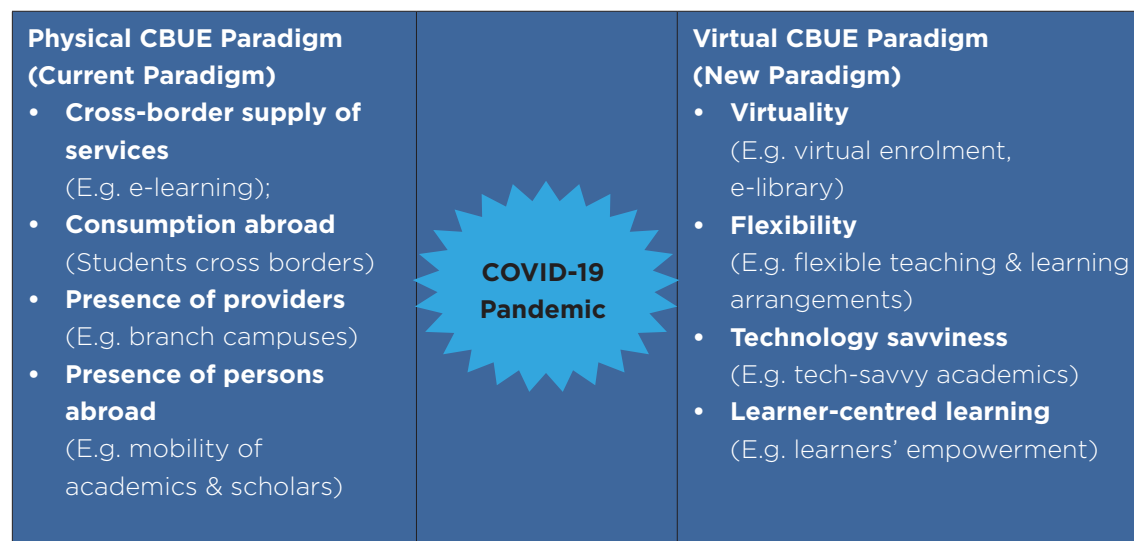 Physical CBUE Paradigm
(Current Paradigm)
• Cross-border supply of
services
(E.g. e-learning);
• Consumption abroad
(Students cross borders)
• Presence of providers
(E.g. branch campuses)
• Presence of persons
abroad
(E.g. mobility of
academics & scholars)
COVID-19
Pandemic
Virtual CBUE Paradigm
(New Paradigm)
• Virtuality
(E.g. virtual enrolment,
e-library)
• Flexibility
(E.g. flexible teaching & learning
arrangements)
• Technology savviness
(E.g. tech-savvy academics)
• Learner-centred learning
(E.g. learners’ empowerment)